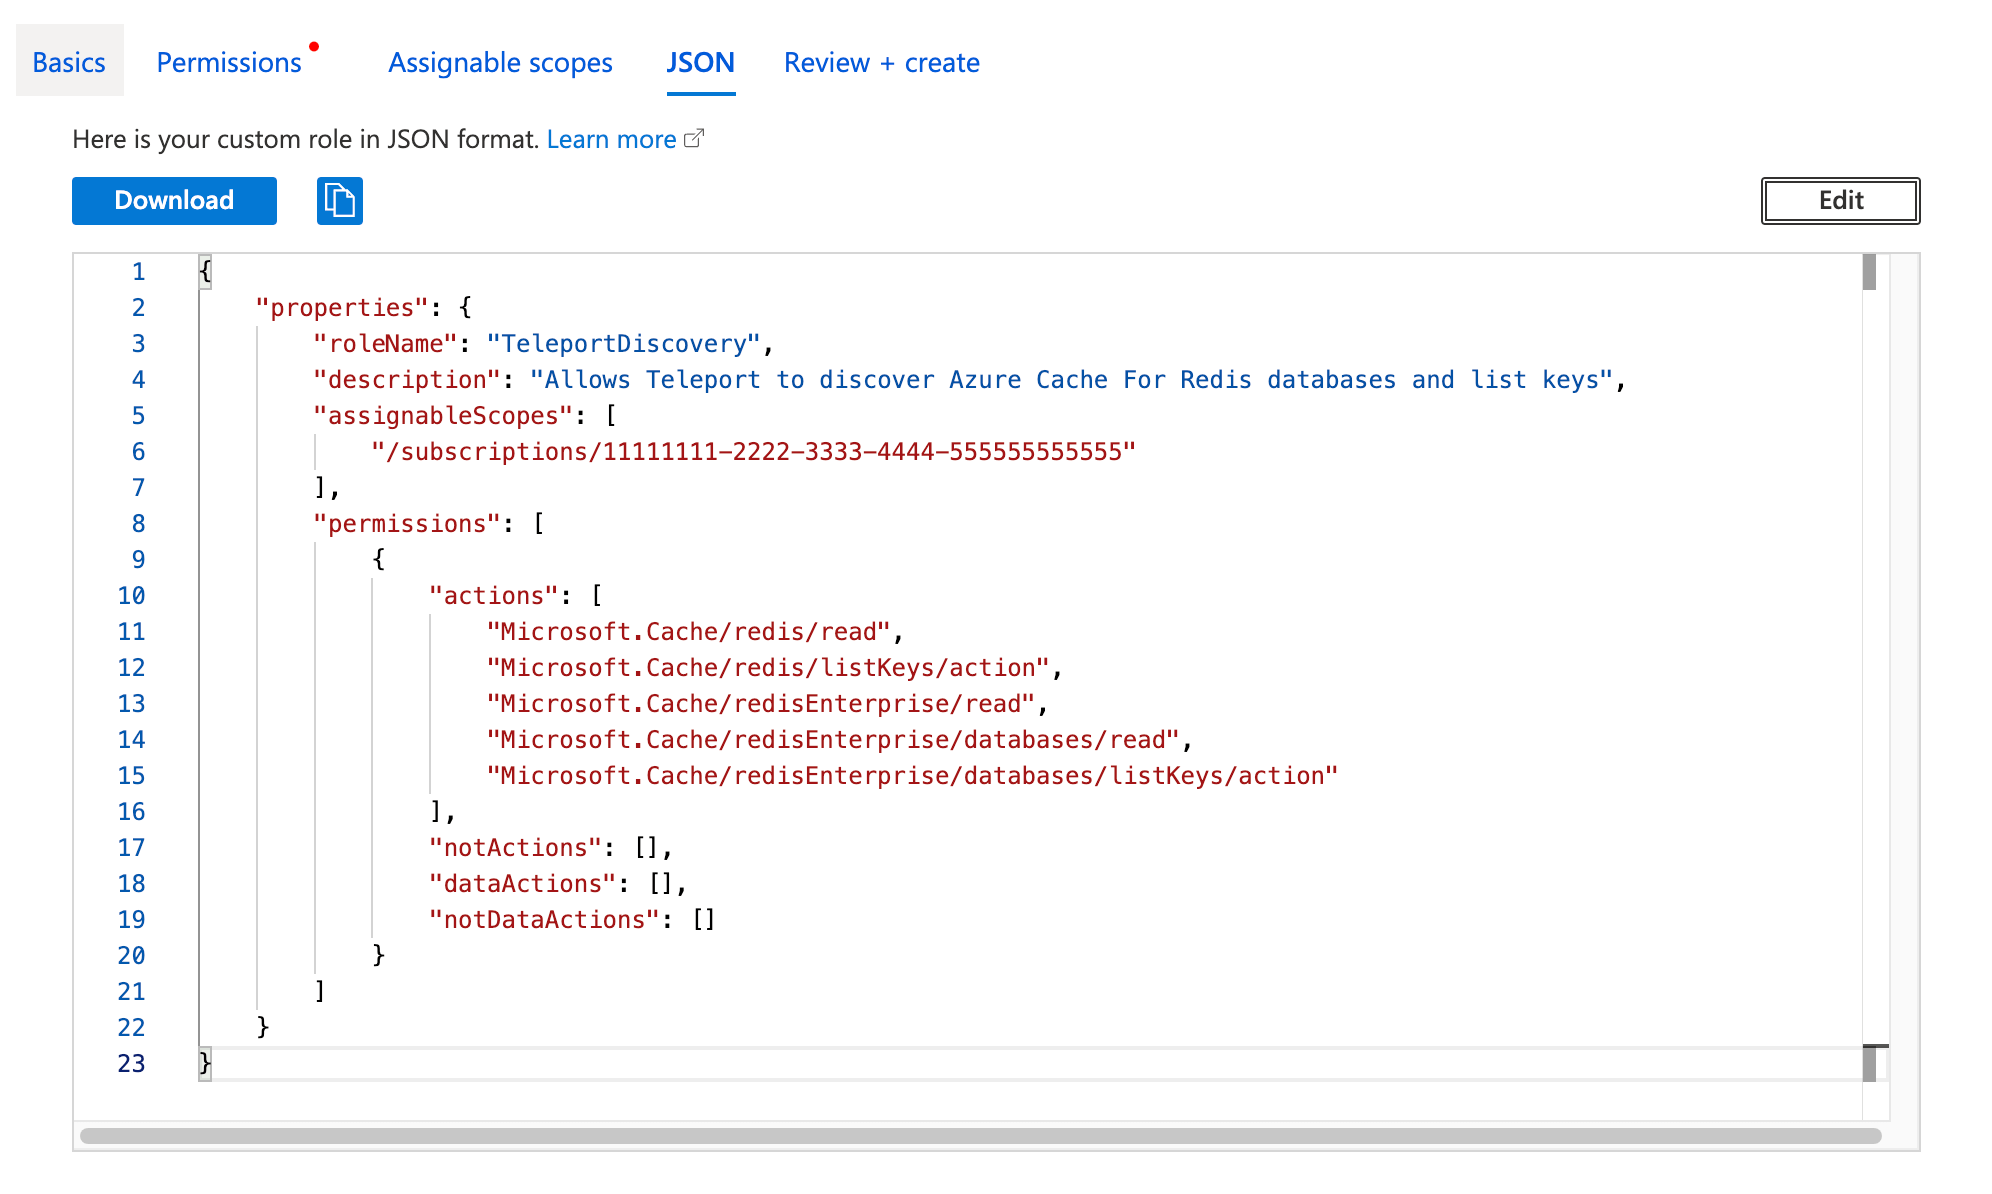 Basics Permissions Assignable scopes JSON Review + create
Here is your custom role in JSON format. Learn more
Download Edit
1 {
2 "properties": {
3 "roleName": "TeleportDiscovery",
4 "description": "Allows Teleport to discover Azure Cache For Redis databases and list keys",
5 "assignableScopes": [
6 "/subscriptions/11111111-2222-3333-4444-555555555555"
7 ],
8 "permissions": [
9 {
10 "actions": [
11 "Microsoft.Cache/redis/read",
12 "Microsoft.Cache/redis/listKeys/action",
13 "Microsoft.Cache/redisEnterprise/read",
14 "Microsoft.Cache/redisEnterprise/databases/read",
15 "Microsoft.Cache/redisEnterprise/databases/listKeys/action"
16 ],
17 "notActions": [],
18 "dataActions": [],
19 "notDataActions": []
20 }
21 ]
22 }
23 }